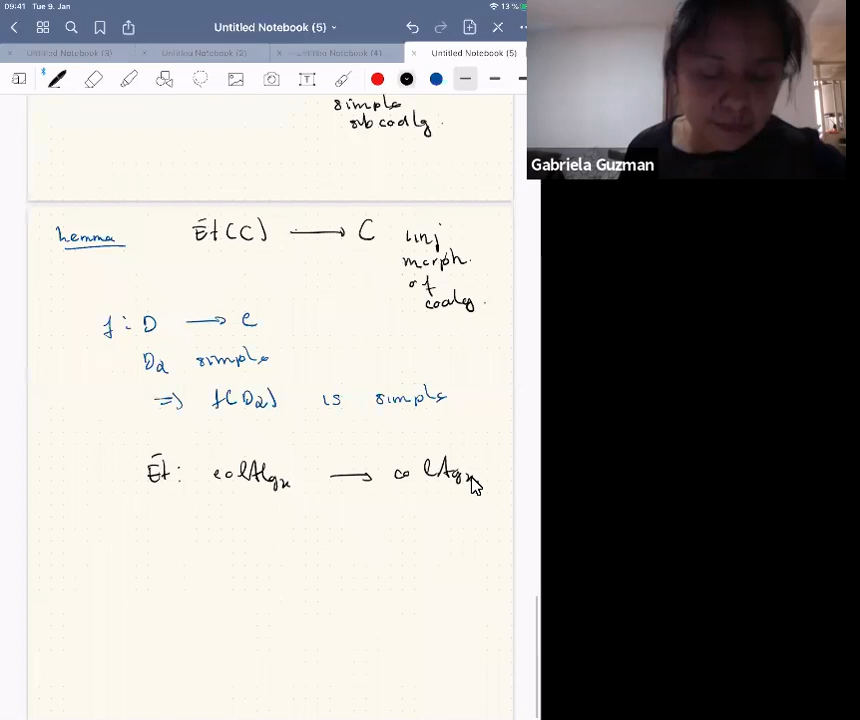 09:41 Tue 9. Jan
13 %
Untitled Notebook (5)
Untitled Notebook (3)
Untitled Notebook (2)
Untitled Notebook (4)
Untitled Notebook (5)
simple
subcoalg.
Gabriela Guzman
Lemma Ét(C) ⟶ C inj
morph.
of
coalg.
f : D ⟶ C
Dα simple
⇒ f(Dα) is simple
Ét: coAlgₖ ⟶ coAlgₖ